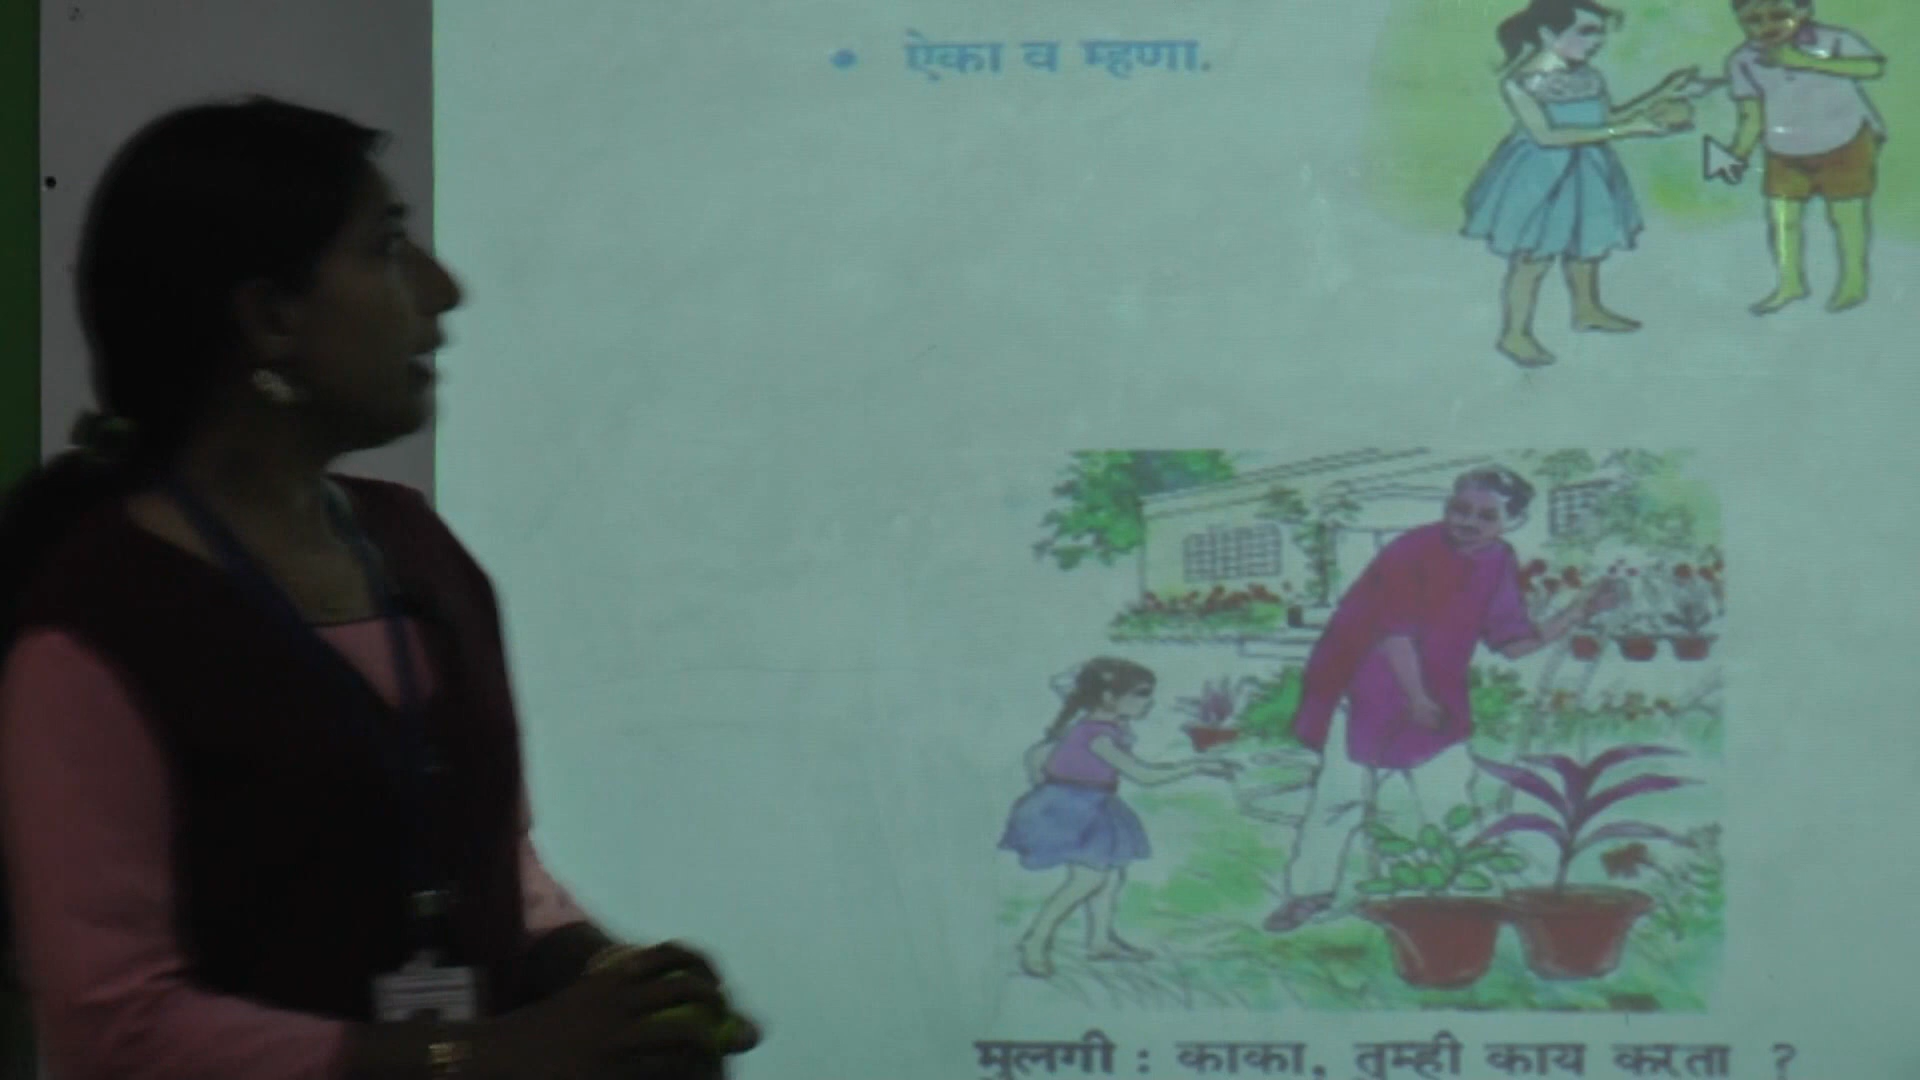 • ऐका व म्हणा.
मुलगी : काका, तुम्ही काय करता ?